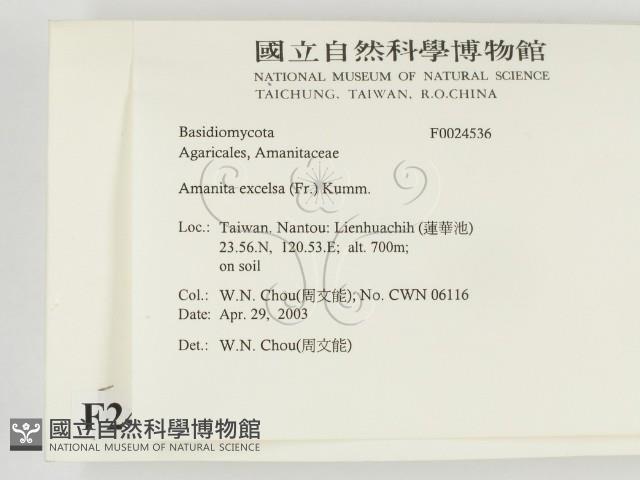 國立自然科學博物館
NATIONAL MUSEUM OF NATURAL SCIENCE
TAICHUNG, TAIWAN, R.O.CHINA
Basidiomycota F0024536
Agaricales, Amanitaceae
Amanita excelsa (Fr.) Kumm.
Loc.: Taiwan, Nantou: Lienhuachih (蓮華池)
23.56.N, 120.53.E; alt. 700m;
on soil
Col.: W.N. Chou(周文能), No. CWN 06116
Date: Apr. 29, 2003
Det.: W.N. Chou(周文能)
F2
國立自然科學博物館
NATIONAL MUSEUM OF NATURAL SCIENCE